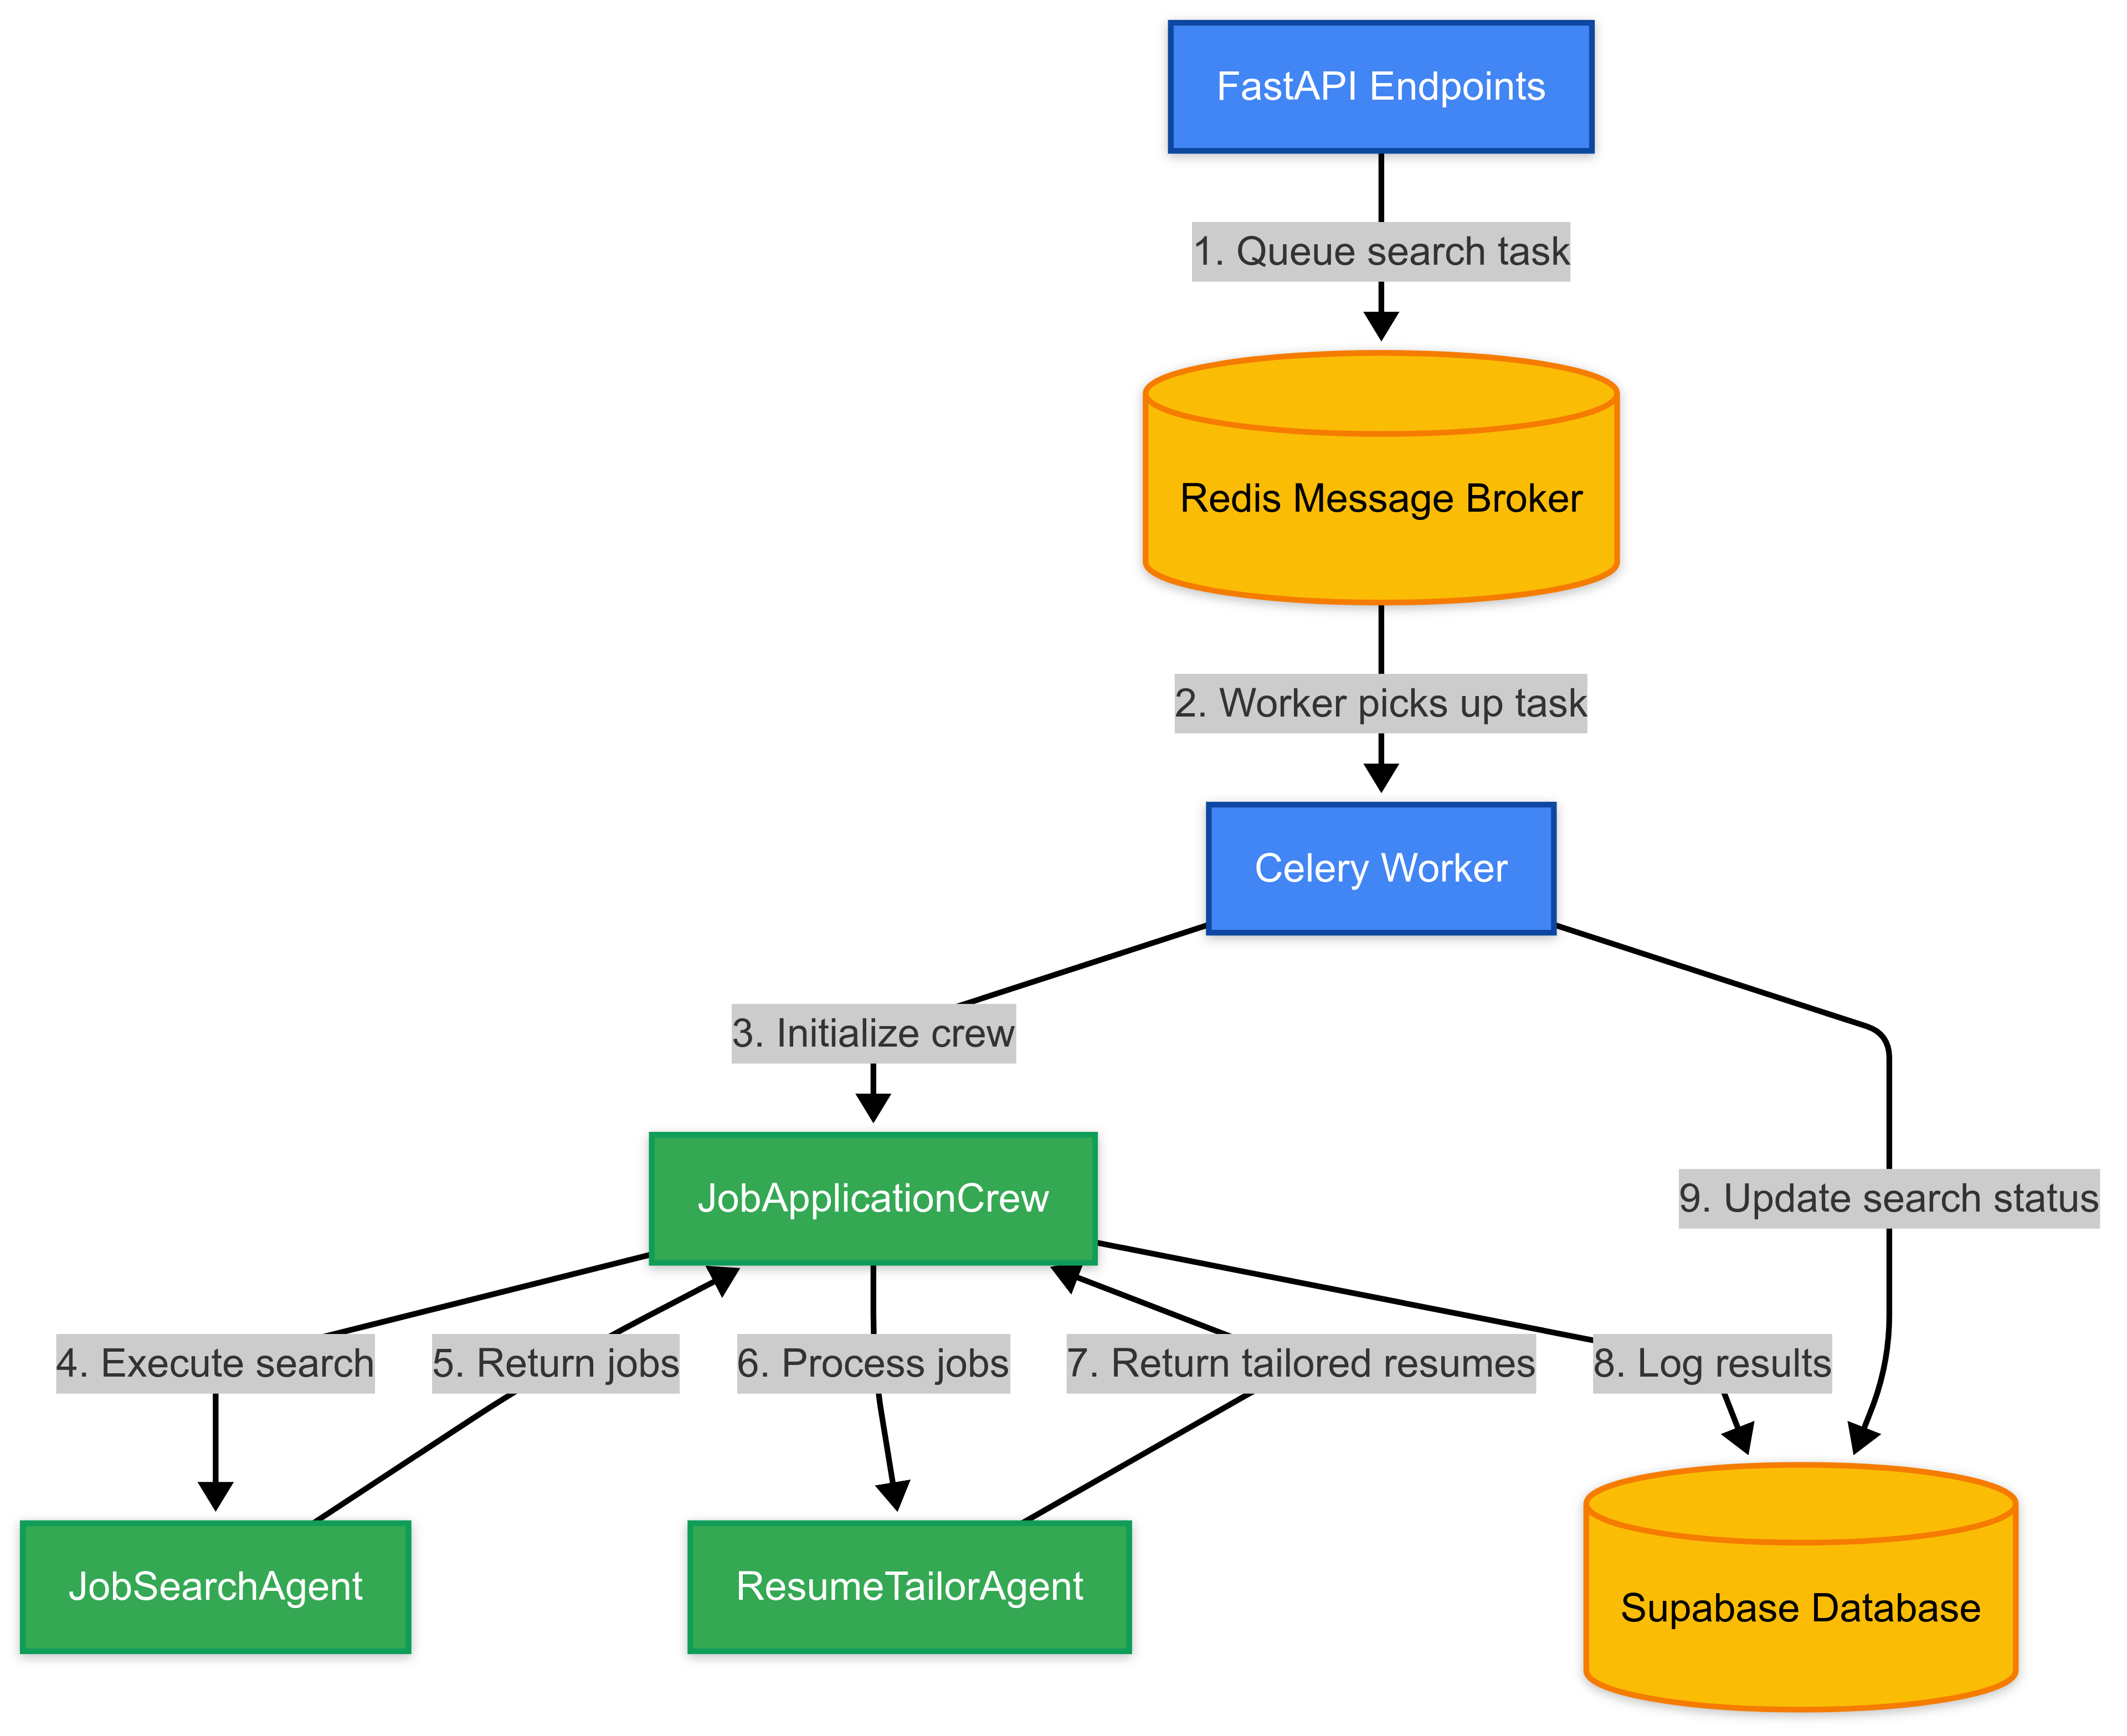 FastAPI Endpoints
1. Queue search task
Redis Message Broker
2. Worker picks up task
Celery Worker
3. Initialize crew
JobApplicationCrew
9. Update search status
4. Execute search
5. Return jobs
6. Process jobs
7. Return tailored resumes
8. Log results
JobSearchAgent
ResumeTailorAgent
Supabase Database